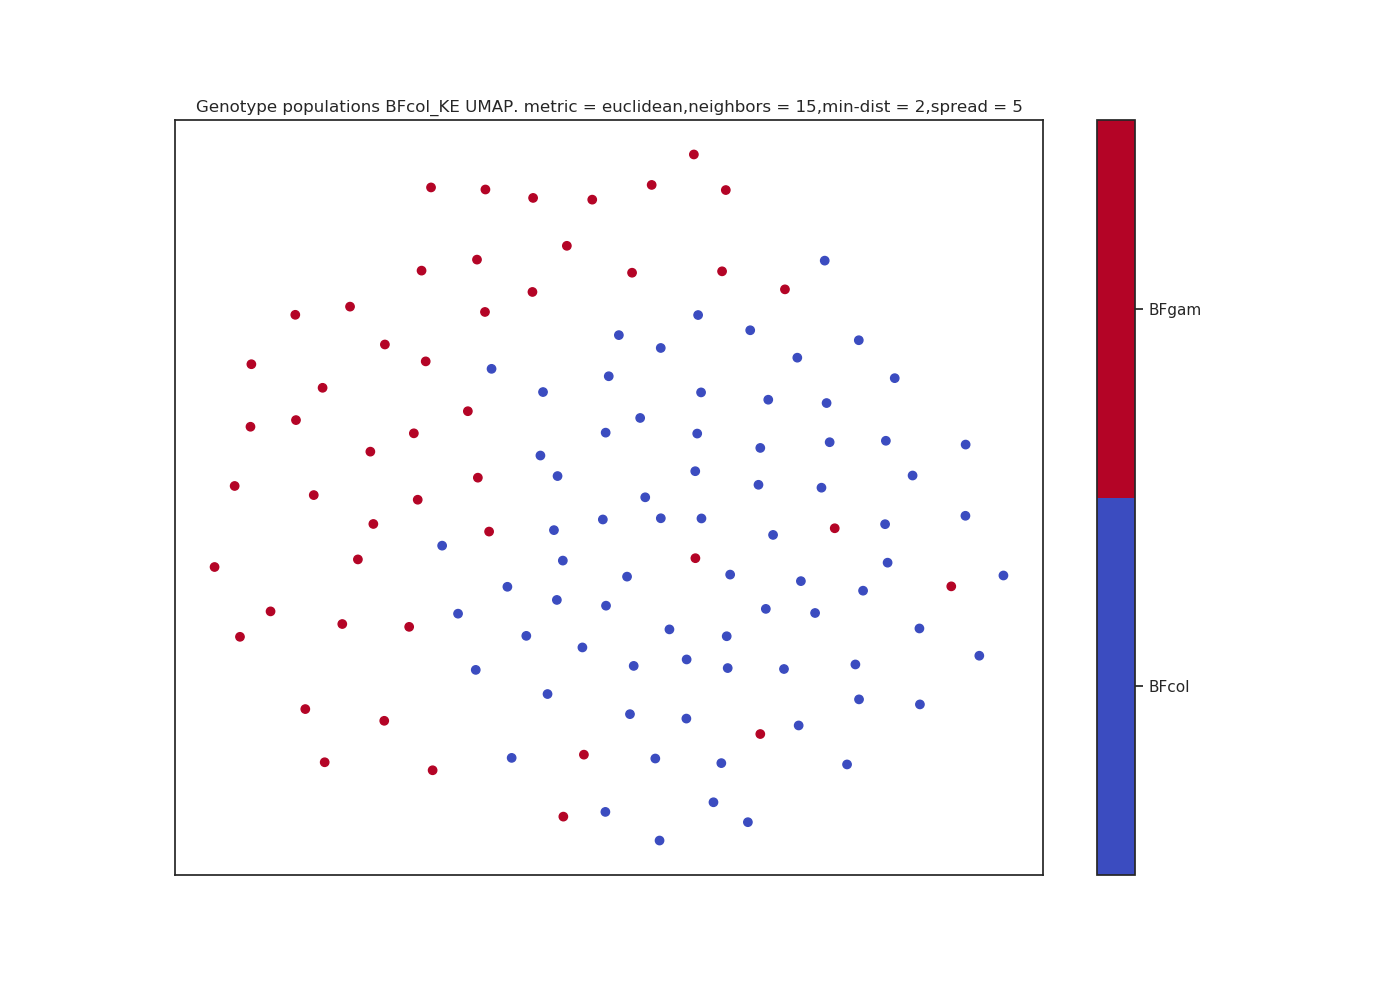 Genotype populations BFcol_KE UMAP. metric = euclidean,neighbors = 15,min-dist = 2,spread = 5
BFgam
BFcol